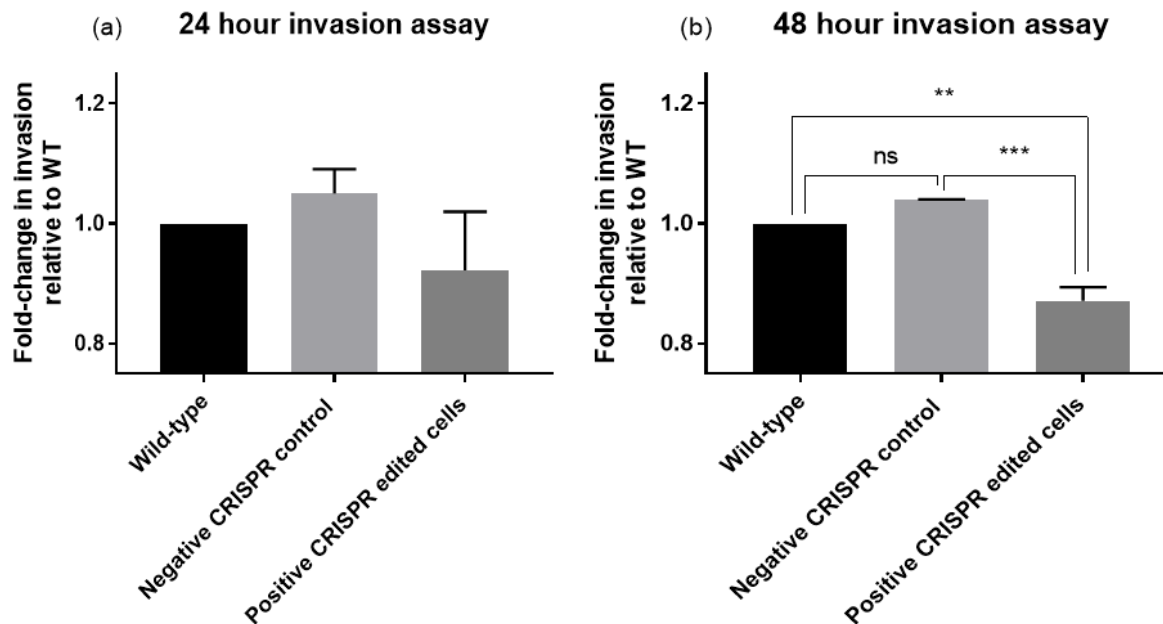 (a) 24 hour invasion assay
Fold-change in invasion
relative to WT
1.2
1.0
0.8
Wild-type
Negative CRISPR control
Positive CRISPR edited cells
(b) 48 hour invasion assay
Fold-change in invasion
relative to WT
1.2
1.0
0.8
**
ns
***
Wild-type
Negative CRISPR control
Positive CRISPR edited cells